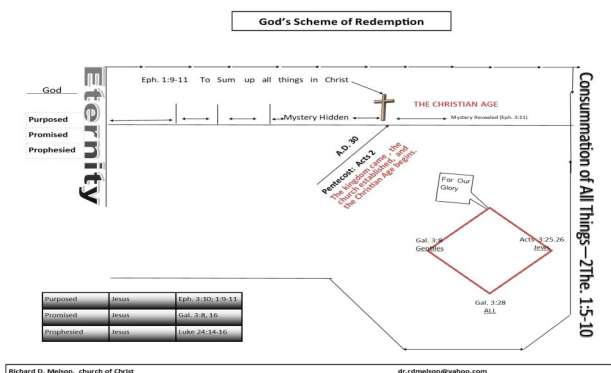 God's Scheme of Redemption
Eternity
God
Purposed
Promised
Prophesied
Eph. 1:9-11 To Sum up all things in Christ
Mystery Hidden
THE CHRISTIAN AGE
Mystery Revealed (Eph. 3:11)
A.D. 30
Pentecost: Acts 2
The kingdom came, the
church established, and
the Christian Age begins.
For Our
Glory
Gal. 3:8
Gentiles
Acts 3:25.26
Jews
Gal. 3:28
ALL
Consummation of All Things—2The. 1:5-10
Purposed Jesus Eph. 3:10; 1:9-11
Promised Jesus Gal. 3:8, 16
Prophesied Jesus Luke 24:14-16
Richard D. Melson, church of Christ dr.rdmelson@yahoo.com